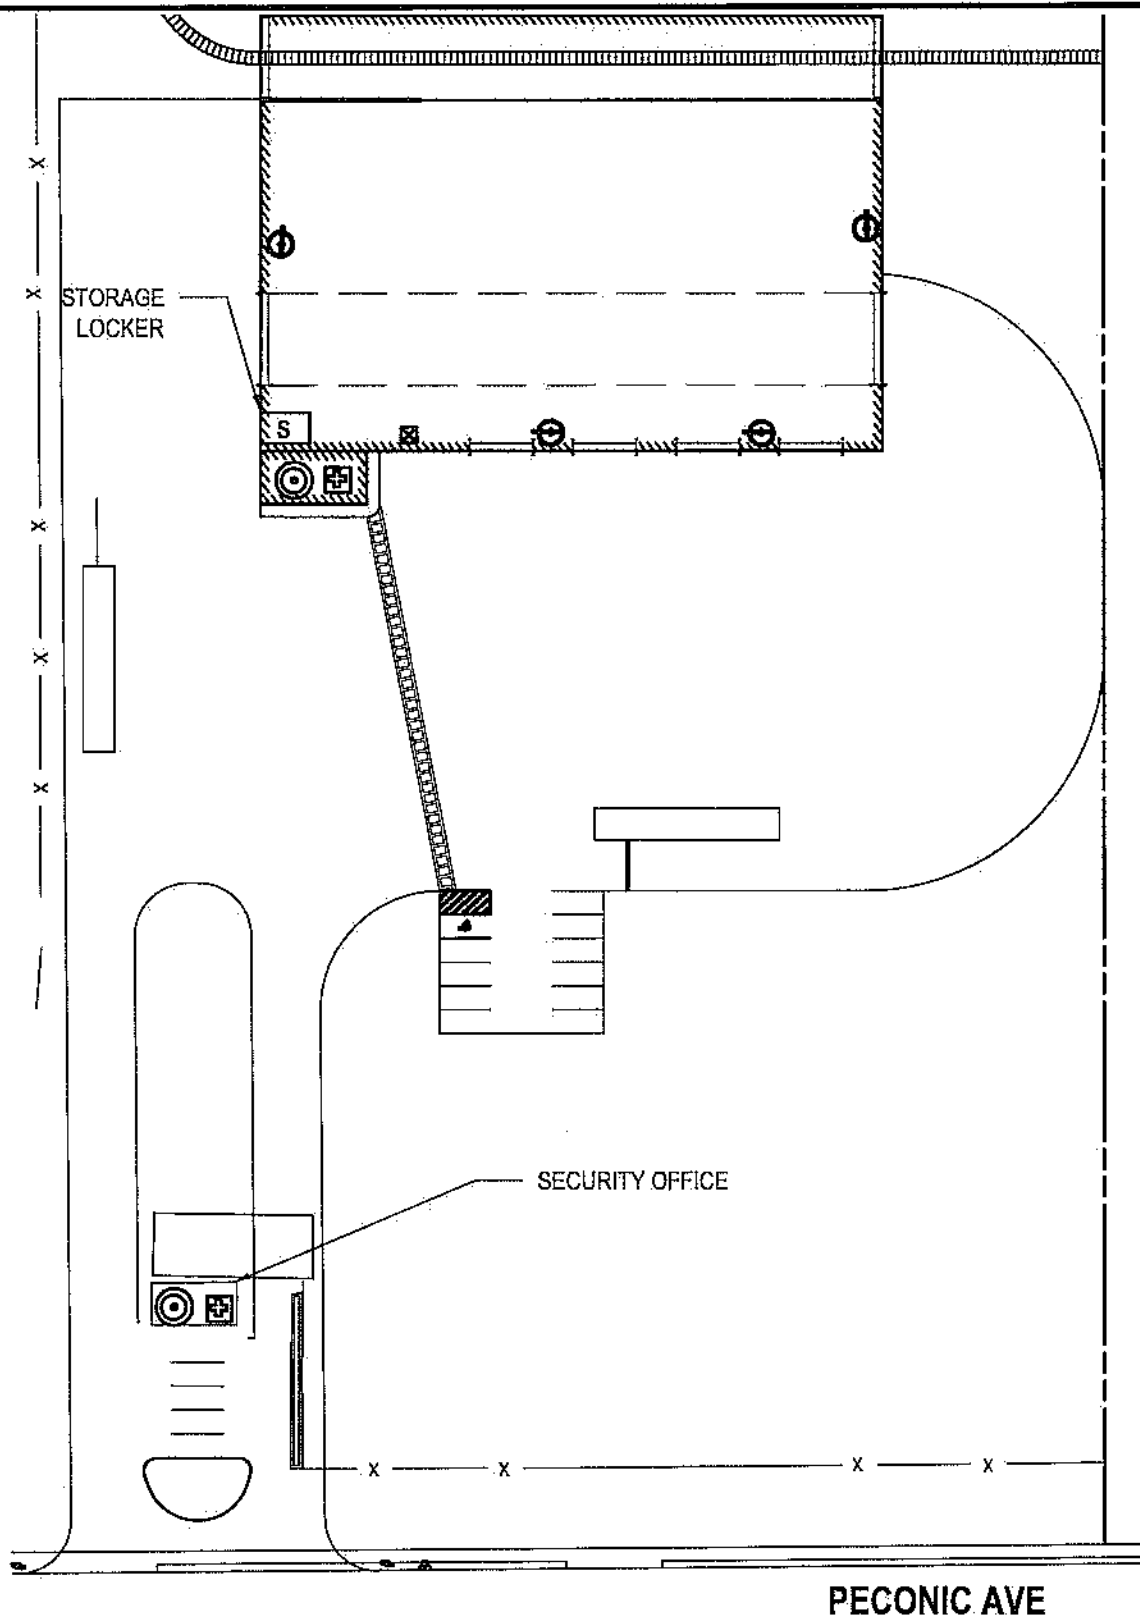 X
X
STORAGE
LOCKER
S
X
X
X
SECURITY OFFICE
X X X X
PECONIC AVE